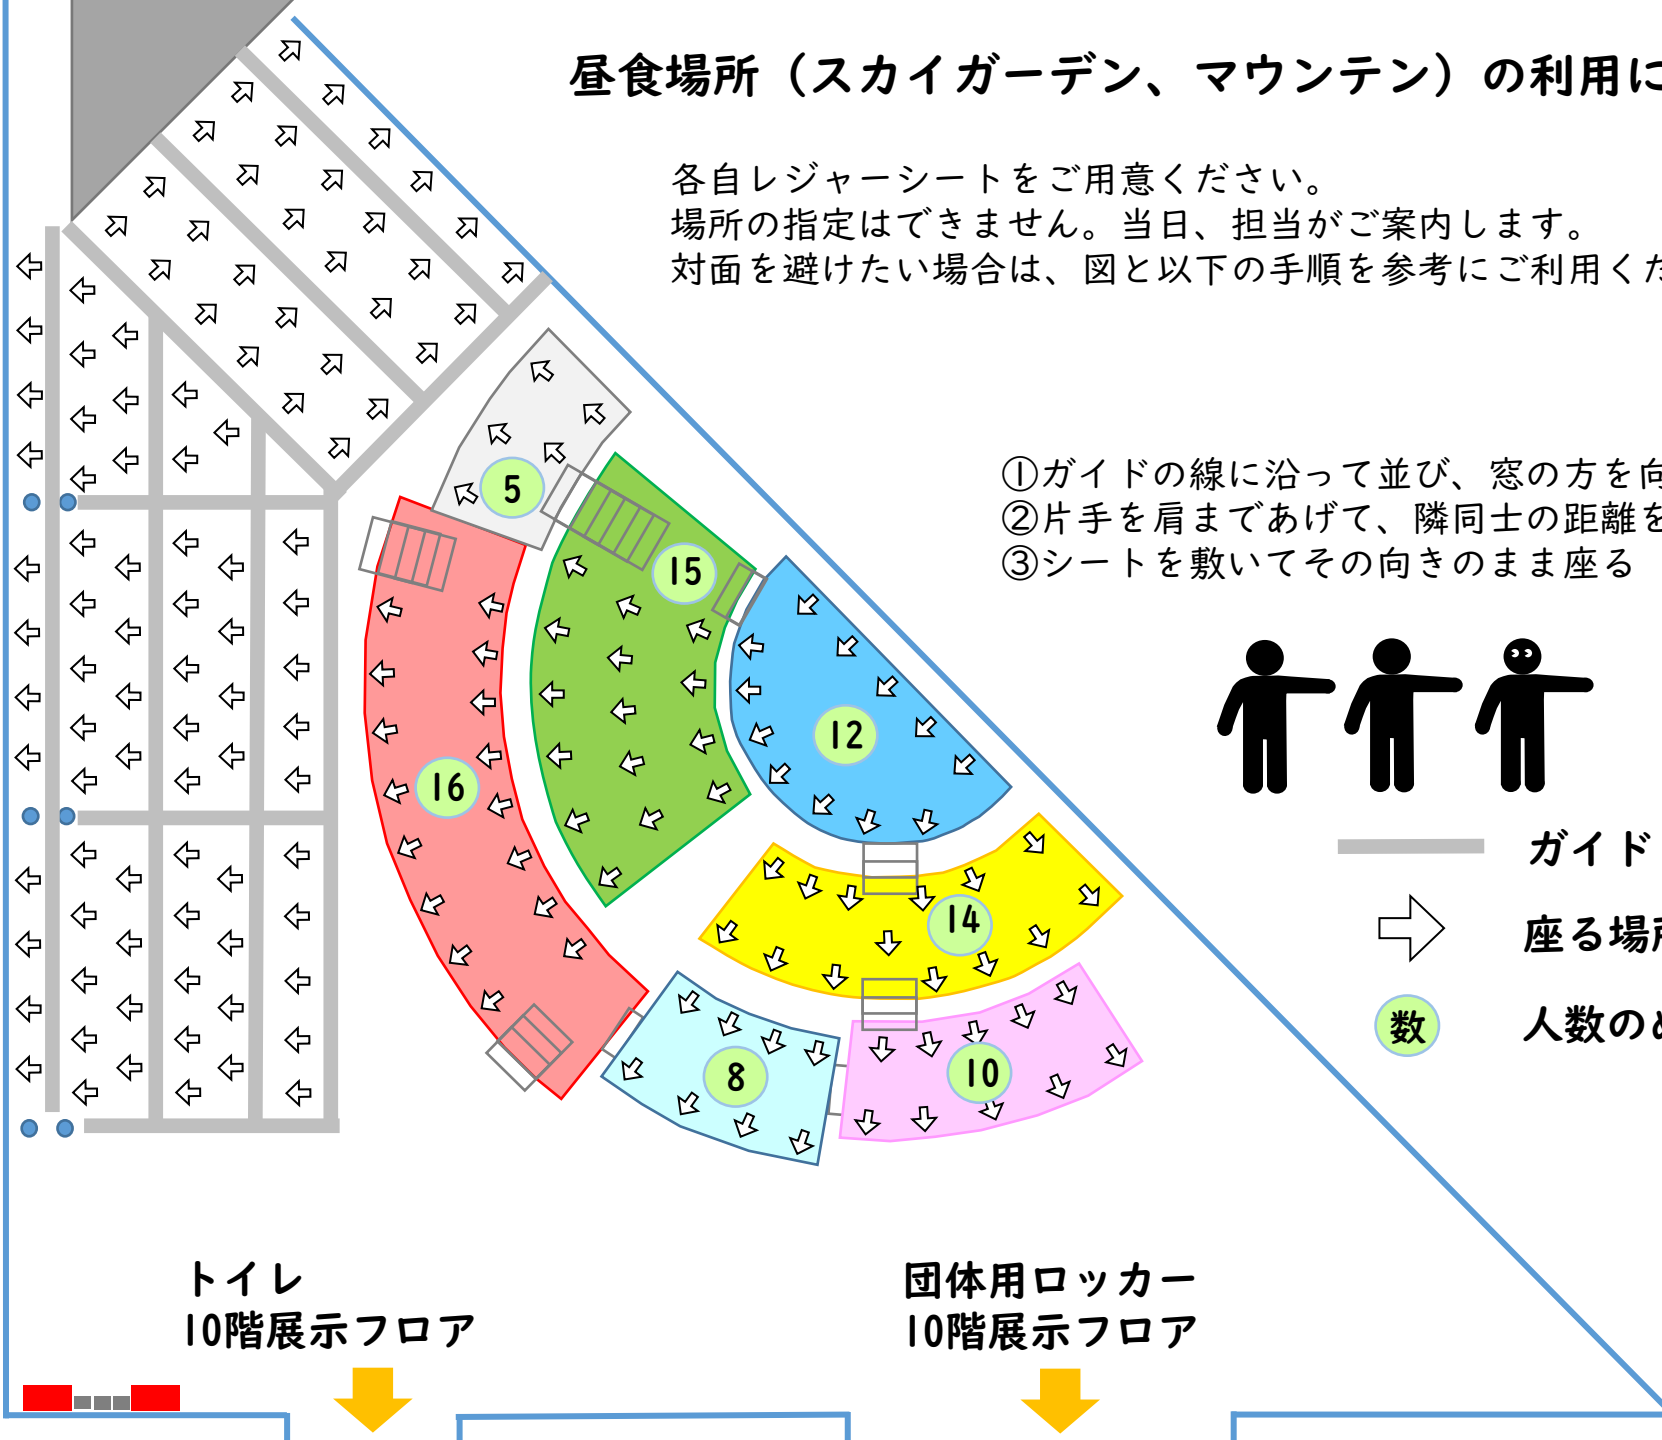 昼食場所（スカイガーデン、マウンテン）の利用に
各自レジャーシートをご用意ください。
場所の指定はできません。当日、担当がご案内します。
対面を避けたい場合は、図と以下の手順を参考にご利用くだ
①ガイドの線に沿って並び、窓の方を向
②片手を肩まであげて、隣同士の距離を
③シートを敷いてその向きのまま座る
5
15
12
16
14
8
10
ガイド
座る場所
数
人数のめ
トイレ
10階展示フロア
団体用ロッカー
10階展示フロア